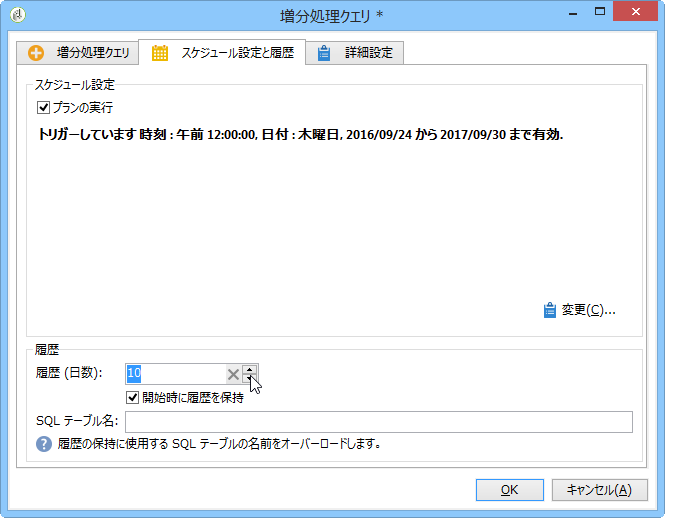 増分処理クエリ *
増分処理クエリ スケジュール設定と履歴 詳細設定
スケジュール設定
プランの実行
トリガーしています 時刻 : 午前 12:00:00, 日付 : 木曜日, 2016/09/24 から 2017/09/30 まで有効.
変更(C)...
履歴
履歴 (日数): 10
開始時に履歴を保持
SQL テーブル名:
履歴の保持に使用する SQL テーブルの名前をオーバーロードします。
OK キャンセル(A)